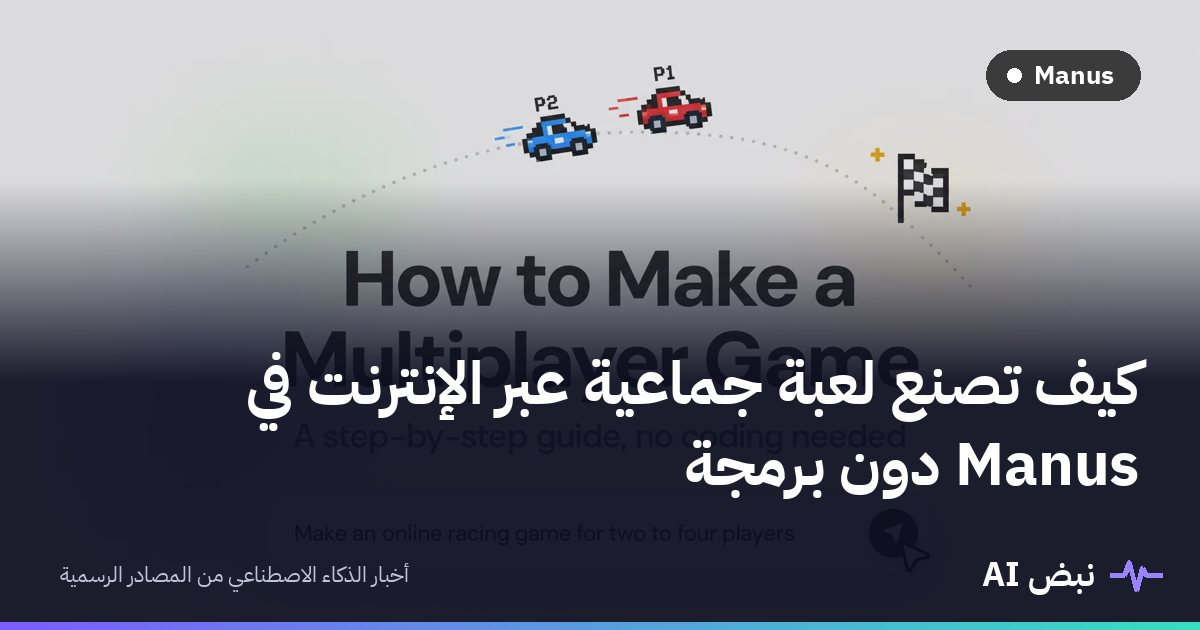 Manus
P1
P2
How to Make a
Multiplayer Game
كيف تصنع لعبة جماعية عبر الإنترنت في
A step-by-step guide, no coding needed
Manus دون برمجة
Make an online racing game for two to four players
نبض AI
أخبار الذكاء الاصطناعي من المصادر الرسمية